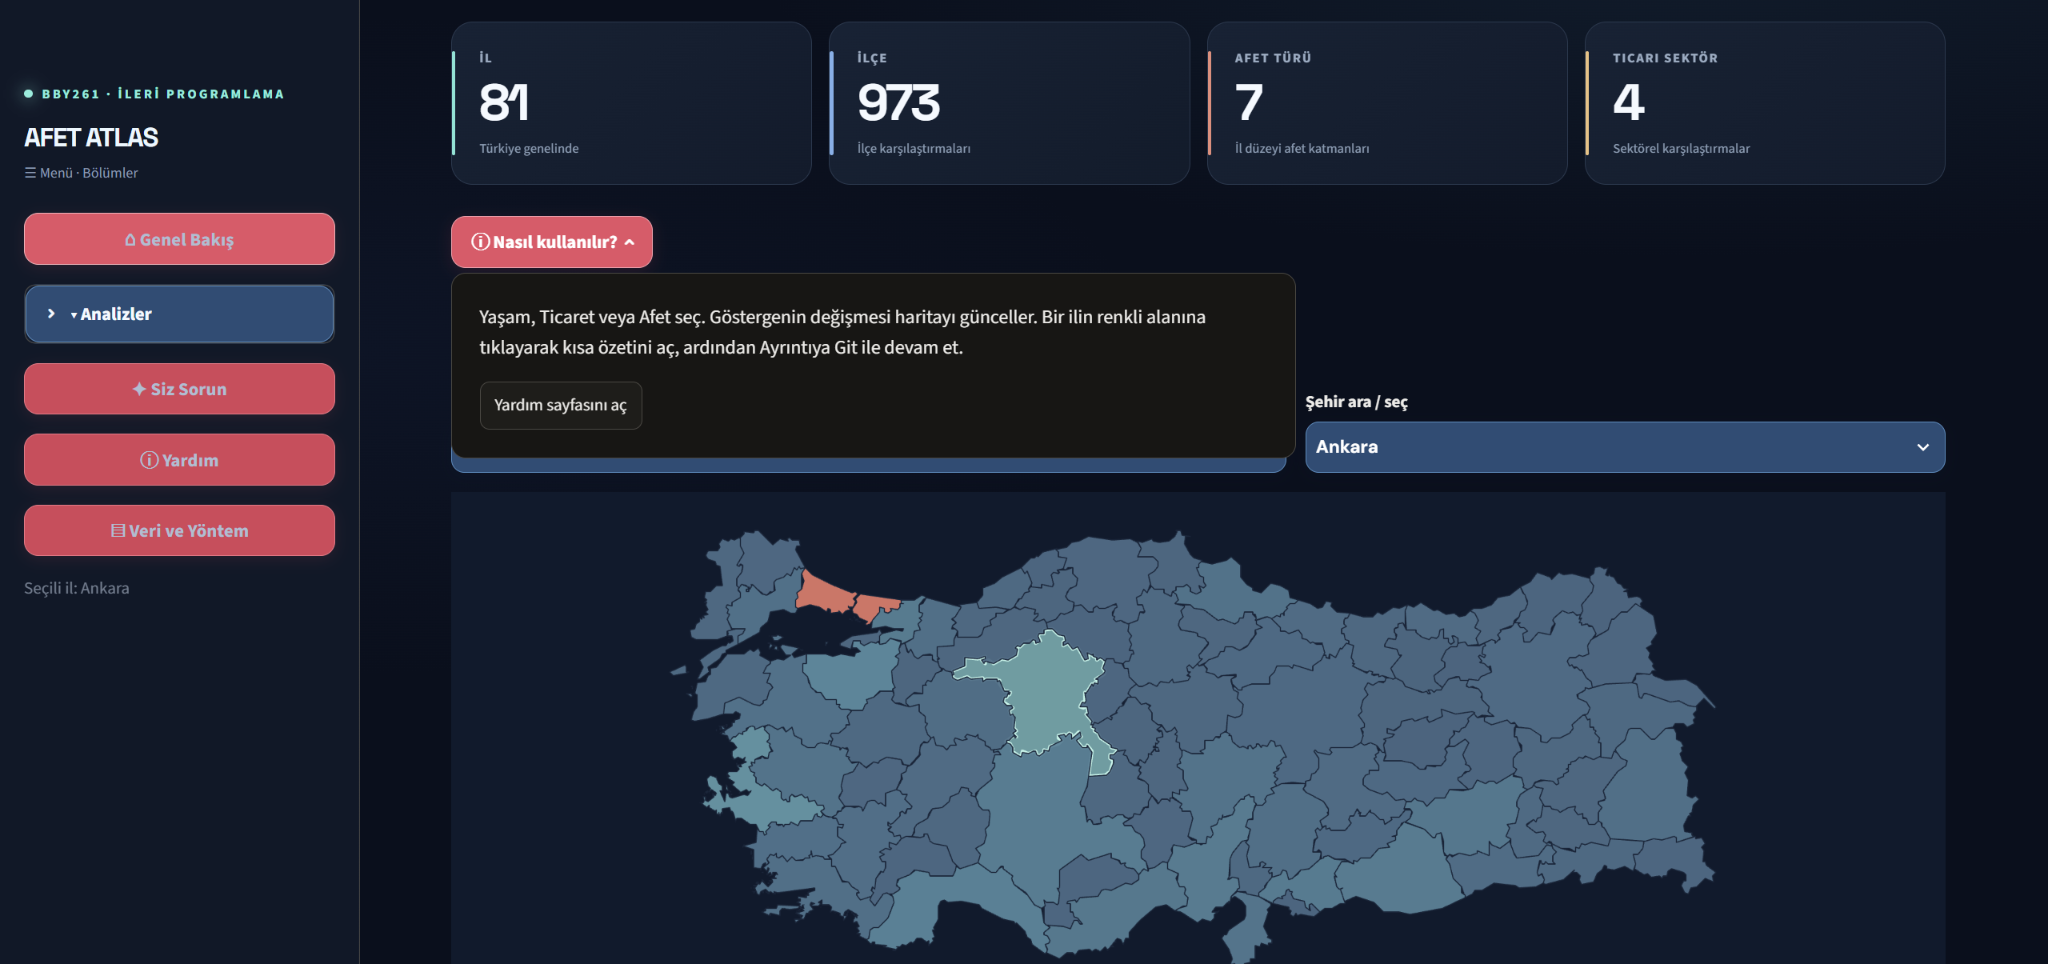 BBY261 · İLERİ PROGRAMLAMA
AFET ATLAS
☰ Menü · Bölümler
⌂ Genel Bakış
▾ Analizler
✦ Siz Sorun
ⓘ Yardım
▤ Veri ve Yöntem
Seçili il: Ankara
İL
81
Türkiye genelinde
İLÇE
973
İlçe karşılaştırmaları
AFET TÜRÜ
7
İl düzeyi afet katmanları
TICARI SEKTÖR
4
Sektörel karşılaştırmalar
ⓘ Nasıl kullanılır?
Yaşam, Ticaret veya Afet seç. Göstergenin değişmesi haritayı günceller. Bir ilin renkli alanına
tıklayarak kısa özetini aç, ardından Ayrıntıya Git ile devam et.
Yardım sayfasını aç
Şehir ara / seç
Ankara